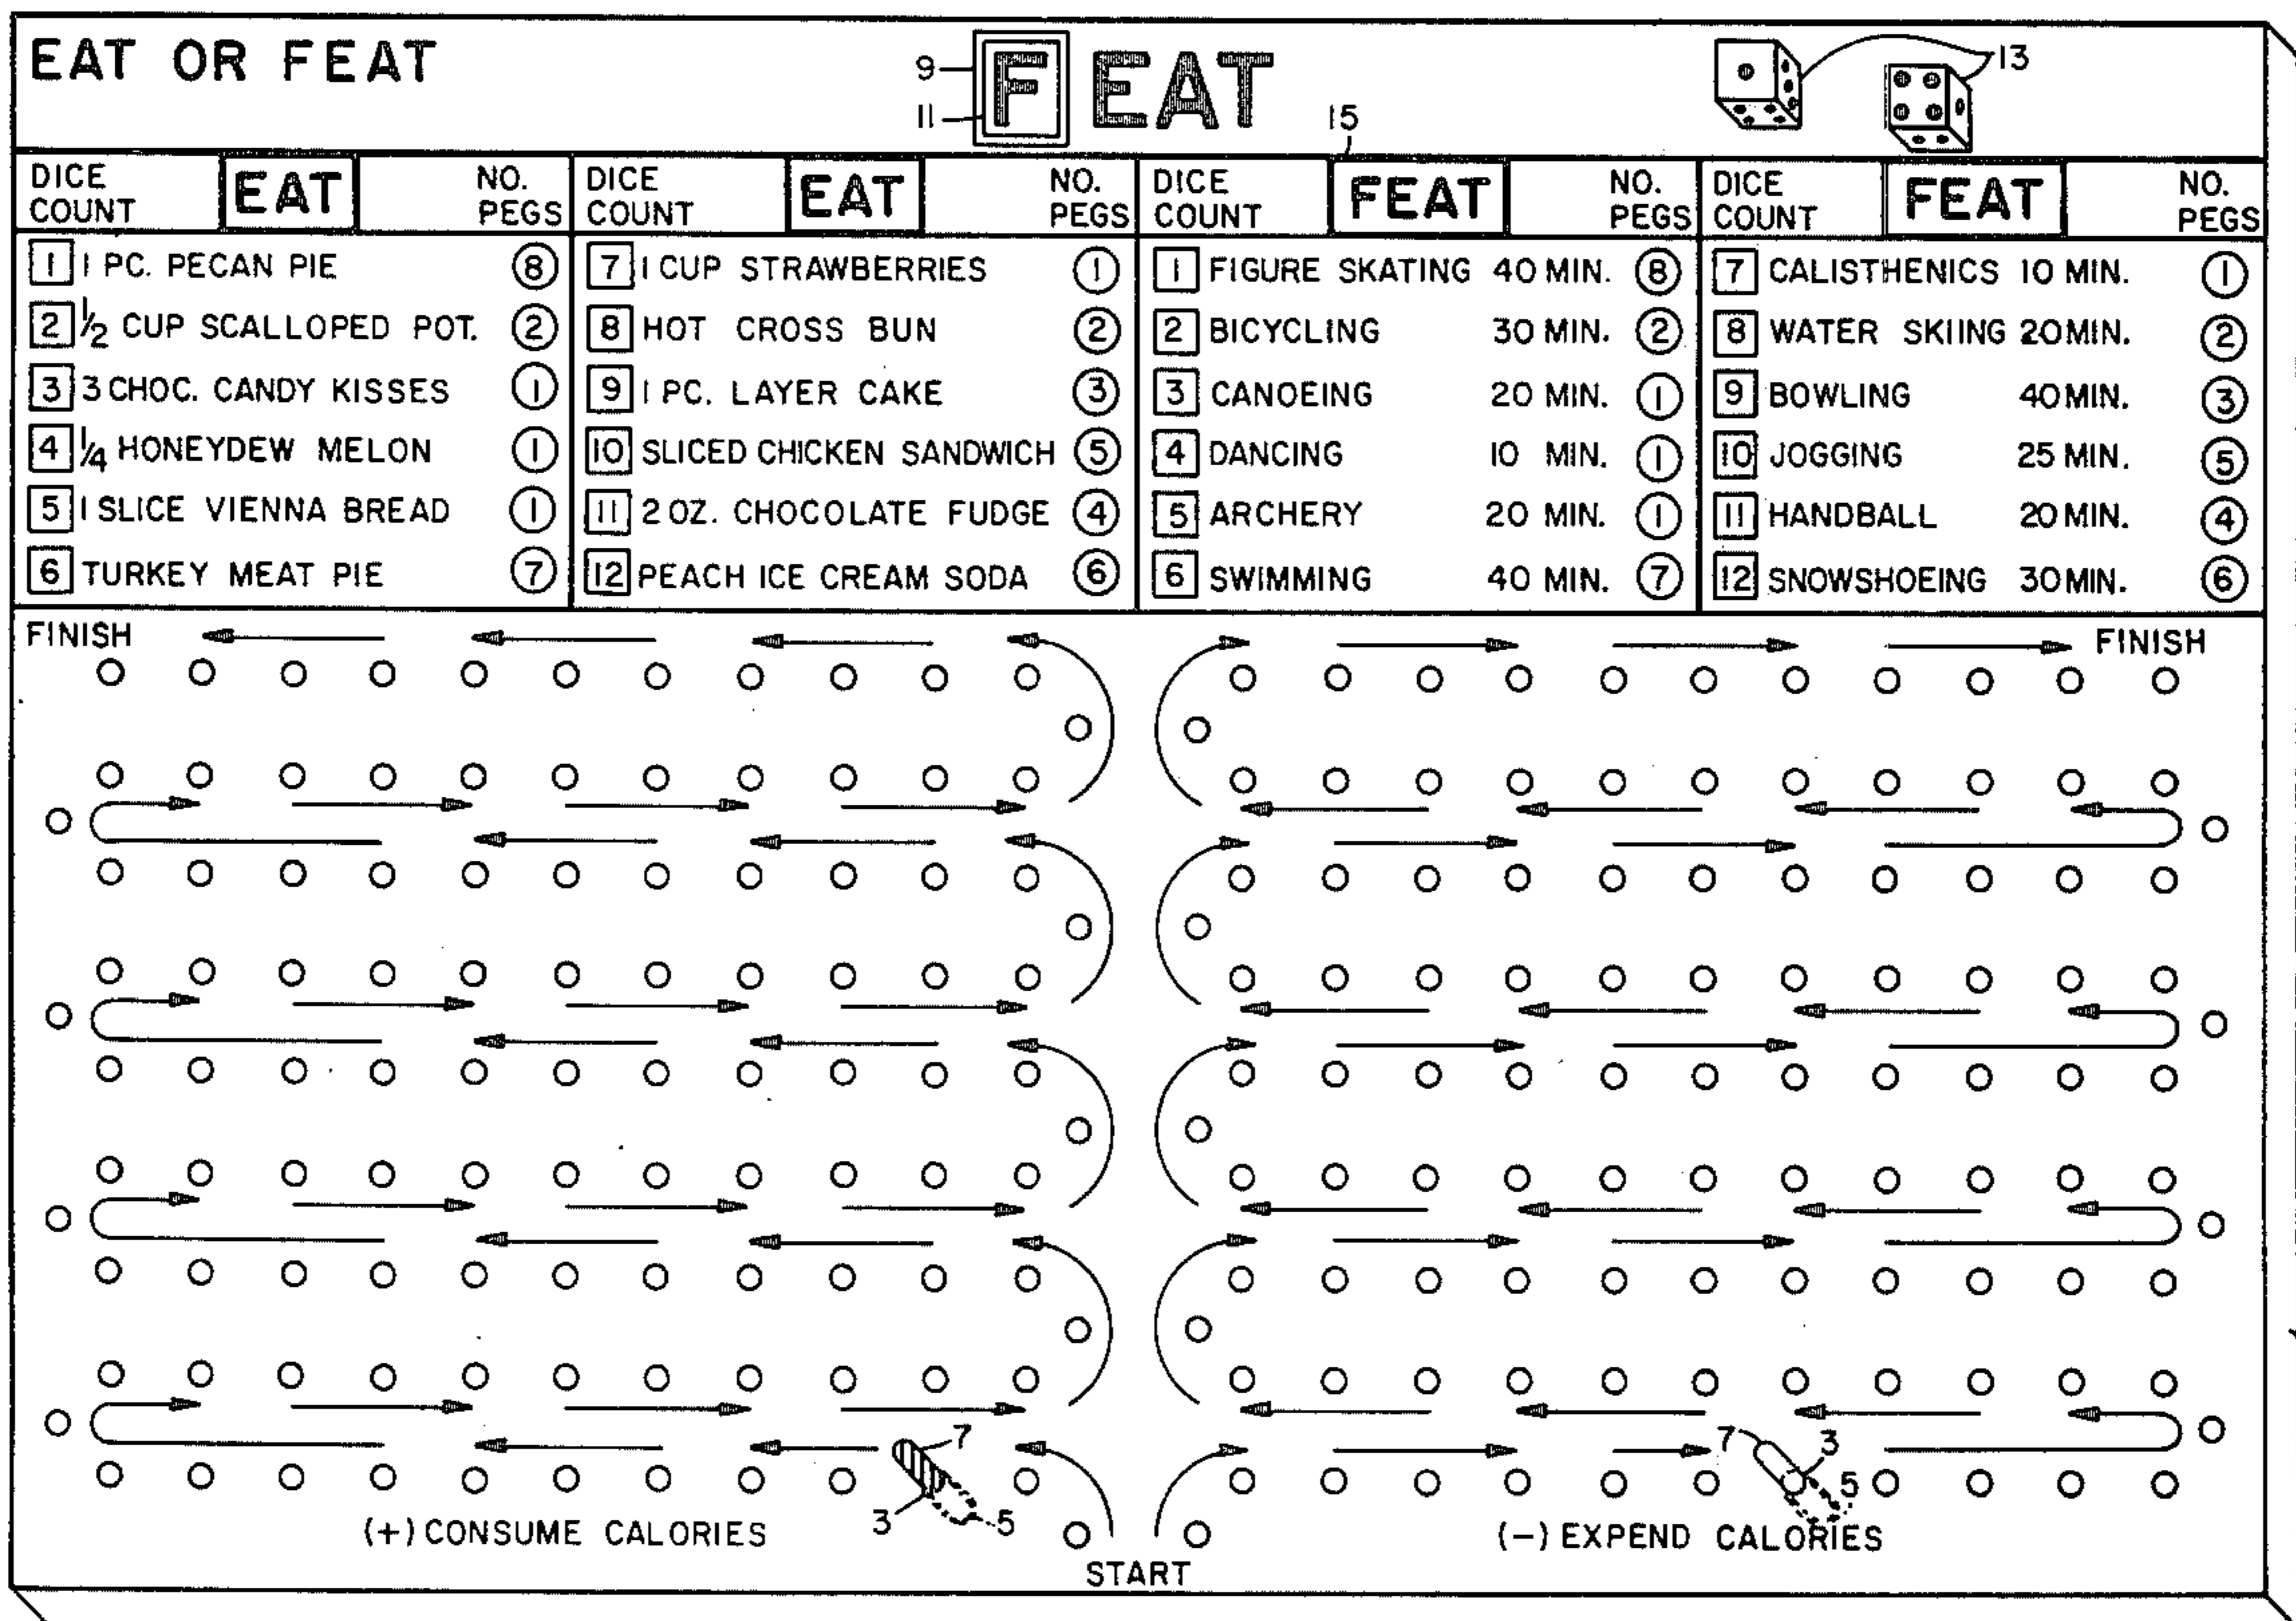 EAT OR FEAT
9
11
F EAT
13
15
DICE COUNT EAT NO. PEGS
1 1 PC. PECAN PIE 8
2 ½ CUP SCALLOPED POT. 2
3 3 CHOC. CANDY KISSES 1
4 ¼ HONEYDEW MELON 1
5 1 SLICE VIENNA BREAD 1
6 TURKEY MEAT PIE 7
DICE COUNT EAT NO. PEGS
7 1 CUP STRAWBERRIES 1
8 HOT CROSS BUN 2
9 1 PC. LAYER CAKE 3
10 SLICED CHICKEN SANDWICH 5
11 2 OZ. CHOCOLATE FUDGE 4
12 PEACH ICE CREAM SODA 6
DICE COUNT FEAT NO. PEGS
1 FIGURE SKATING 40 MIN. 8
2 BICYCLING 30 MIN. 2
3 CANOEING 20 MIN. 1
4 DANCING 10 MIN. 1
5 ARCHERY 20 MIN. 1
6 SWIMMING 40 MIN. 7
DICE COUNT FEAT NO. PEGS
7 CALISTHENICS 10 MIN. 1
8 WATER SKIING 20 MIN. 2
9 BOWLING 40 MIN. 3
10 JOGGING 25 MIN. 5
11 HANDBALL 20 MIN. 4
12 SNOWSHOEING 30 MIN. 6
FINISH
FINISH
7
3
5
7
3
5
(+) CONSUME CALORIES
(-) EXPEND CALORIES
START